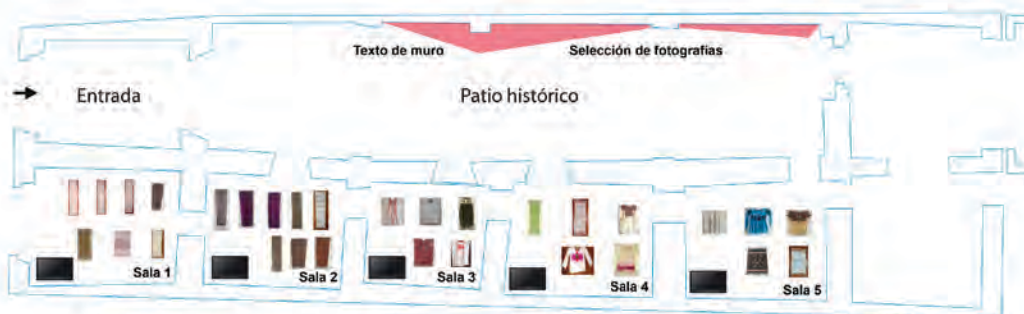 Texto de muro
Selección de fotografías
Entrada
Patio histórico
Sala 1
Sala 2
Sala 3
Sala 4
Sala 5